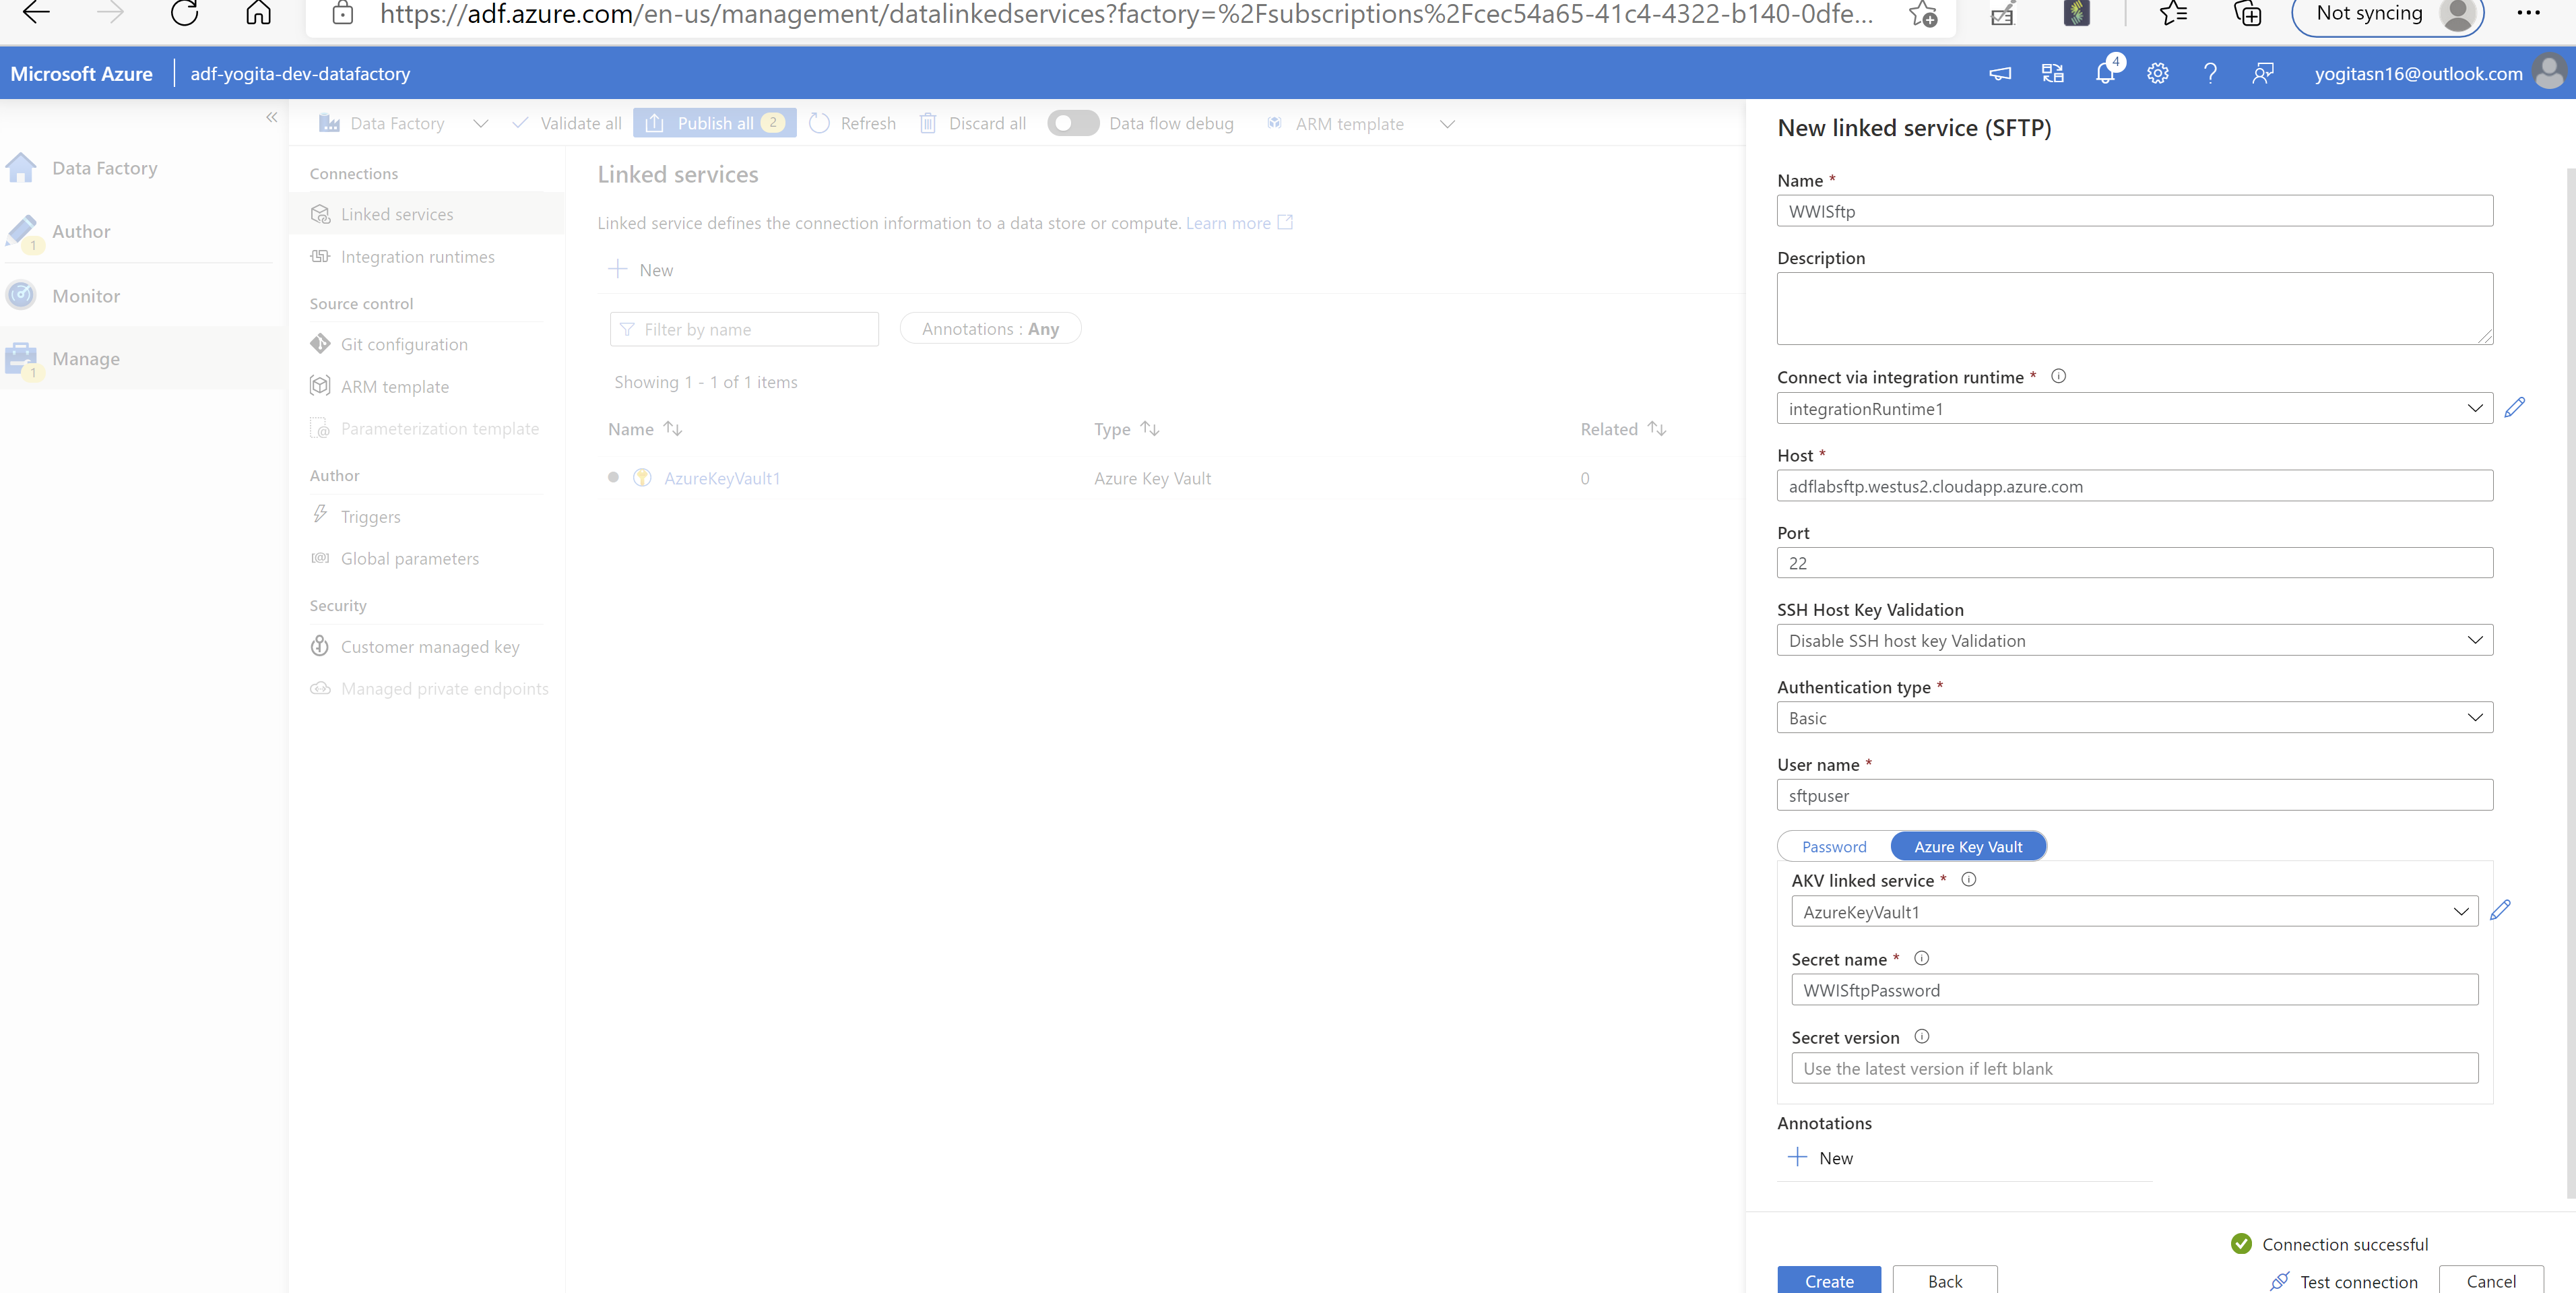 https://adf.azure.com/en-us/management/datalinkedservices?factory=%2Fsubscriptions%2Fcec54a65-41c4-4322-b140-0dfe...
Not syncing
Microsoft Azure
adf-yogita-dev-datafactory
4
yogitasn16@outlook.com
Data Factory
Author
1
Monitor
Manage
1
Data Factory
Validate all
Publish all 2
Refresh
Discard all
Data flow debug
ARM template
Connections
Linked services
Integration runtimes
Source control
Git configuration
ARM template
Parameterization template
Author
Triggers
Global parameters
Security
Customer managed key
Managed private endpoints
Linked services
Linked service defines the connection information to a data store or compute. Learn more
New
Filter by name
Annotations : Any
Showing 1 - 1 of 1 items
Name
Type
Related
AzureKeyVault1
Azure Key Vault
0
New linked service (SFTP)
Name *
WWISftp
Description
Connect via integration runtime *
integrationRuntime1
Host *
adflabsftp.westus2.cloudapp.azure.com
Port
22
SSH Host Key Validation
Disable SSH host key Validation
Authentication type *
Basic
User name *
sftpuser
Password
Azure Key Vault
AKV linked service *
AzureKeyVault1
Secret name *
WWISftpPassword
Secret version
Use the latest version if left blank
Annotations
New
Connection successful
Create
Back
Test connection
Cancel